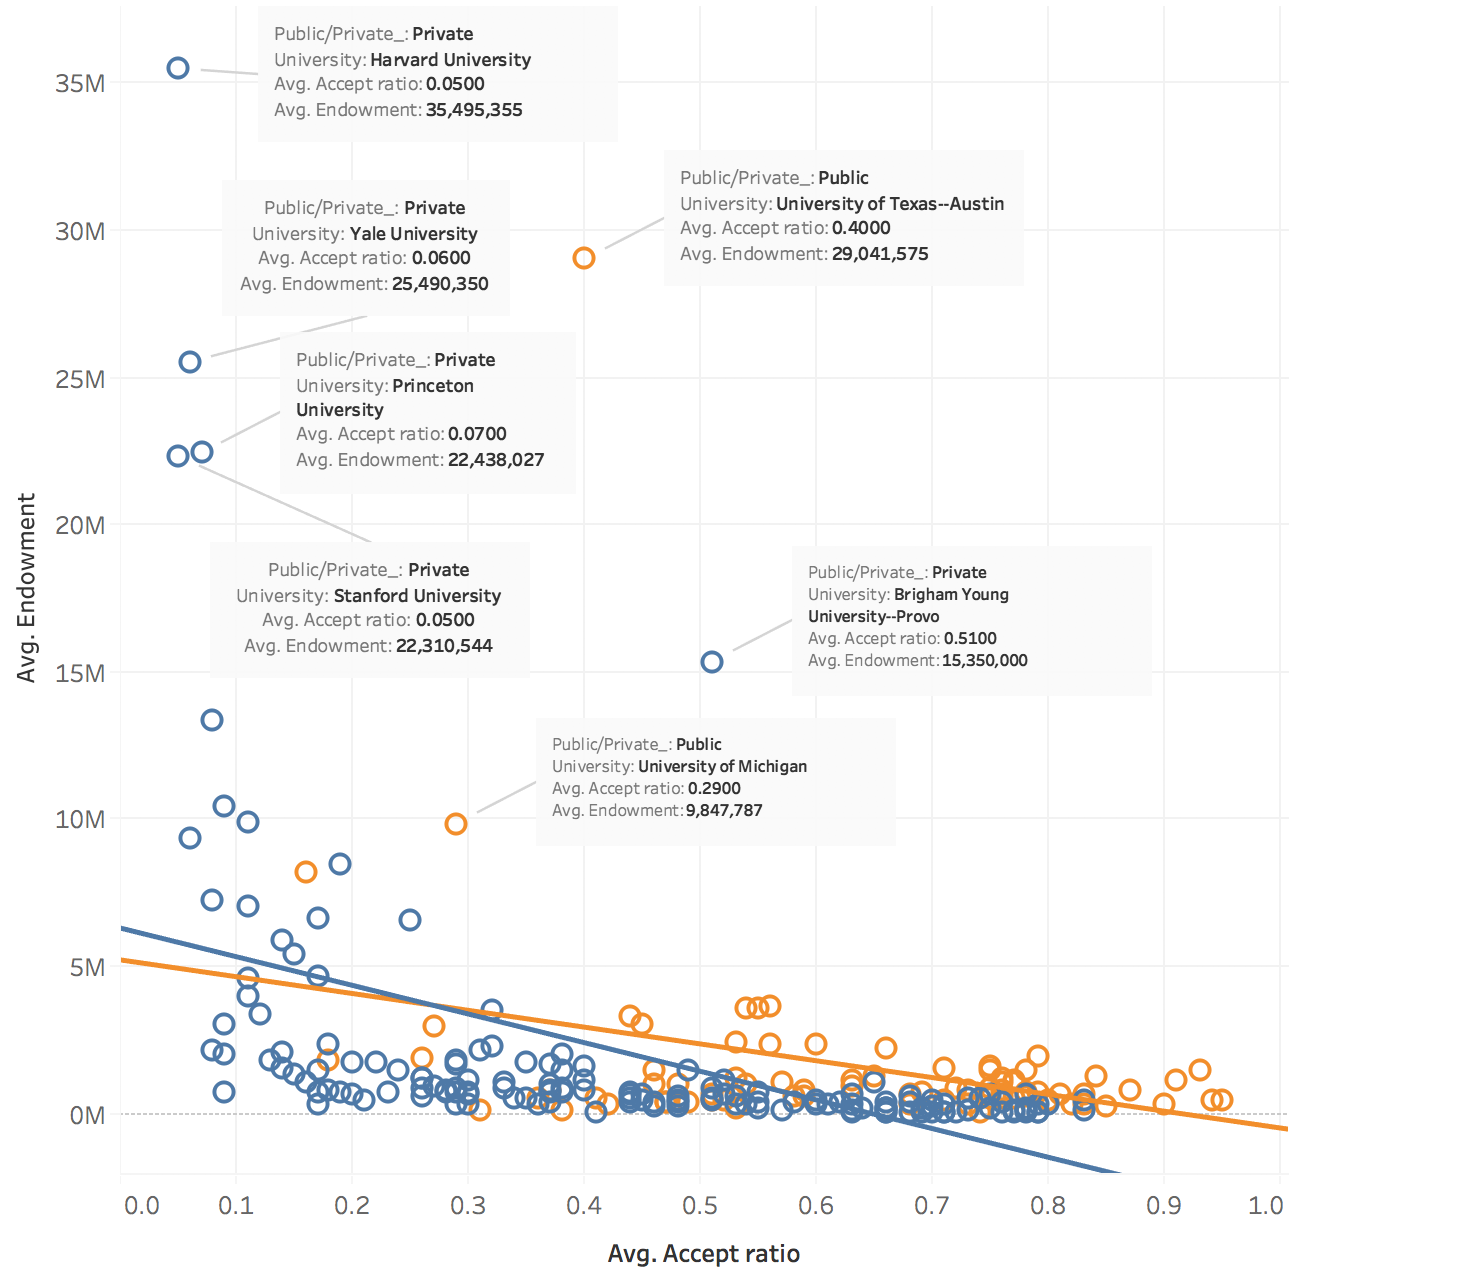 Public/Private_: Private
University: Harvard University
Avg. Accept ratio: 0.0500
Avg. Endowment: 35,495,355
35M
Public/Private_: Public
University: University of Texas--Austin
Avg. Accept ratio: 0.4000
Avg. Endowment: 29,041,575
Public/Private_: Private
University: Yale University
Avg. Accept ratio: 0.0600
Avg. Endowment: 25,490,350
30M
Public/Private_: Private
University: Princeton
University
Avg. Accept ratio: 0.0700
Avg. Endowment: 22,438,027
25M
20M
Avg. Endowment
Public/Private_: Private
University: Stanford University
Avg. Accept ratio: 0.0500
Avg. Endowment: 22,310,544
Public/Private_: Private
University: Brigham Young
University--Provo
Avg. Accept ratio: 0.5100
Avg. Endowment: 15,350,000
15M
Public/Private_: Public
University: University of Michigan
Avg. Accept ratio: 0.2900
Avg. Endowment: 9,847,787
10M
5M
0M
0.0 0.1 0.2 0.3 0.4 0.5 0.6 0.7 0.8 0.9 1.0
Avg. Accept ratio